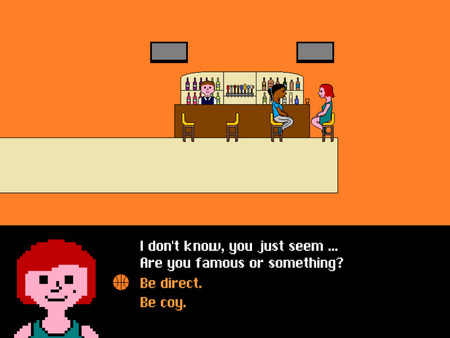 I don't know, you just seem ...
Are you famous or something?
Be direct.
Be coy.